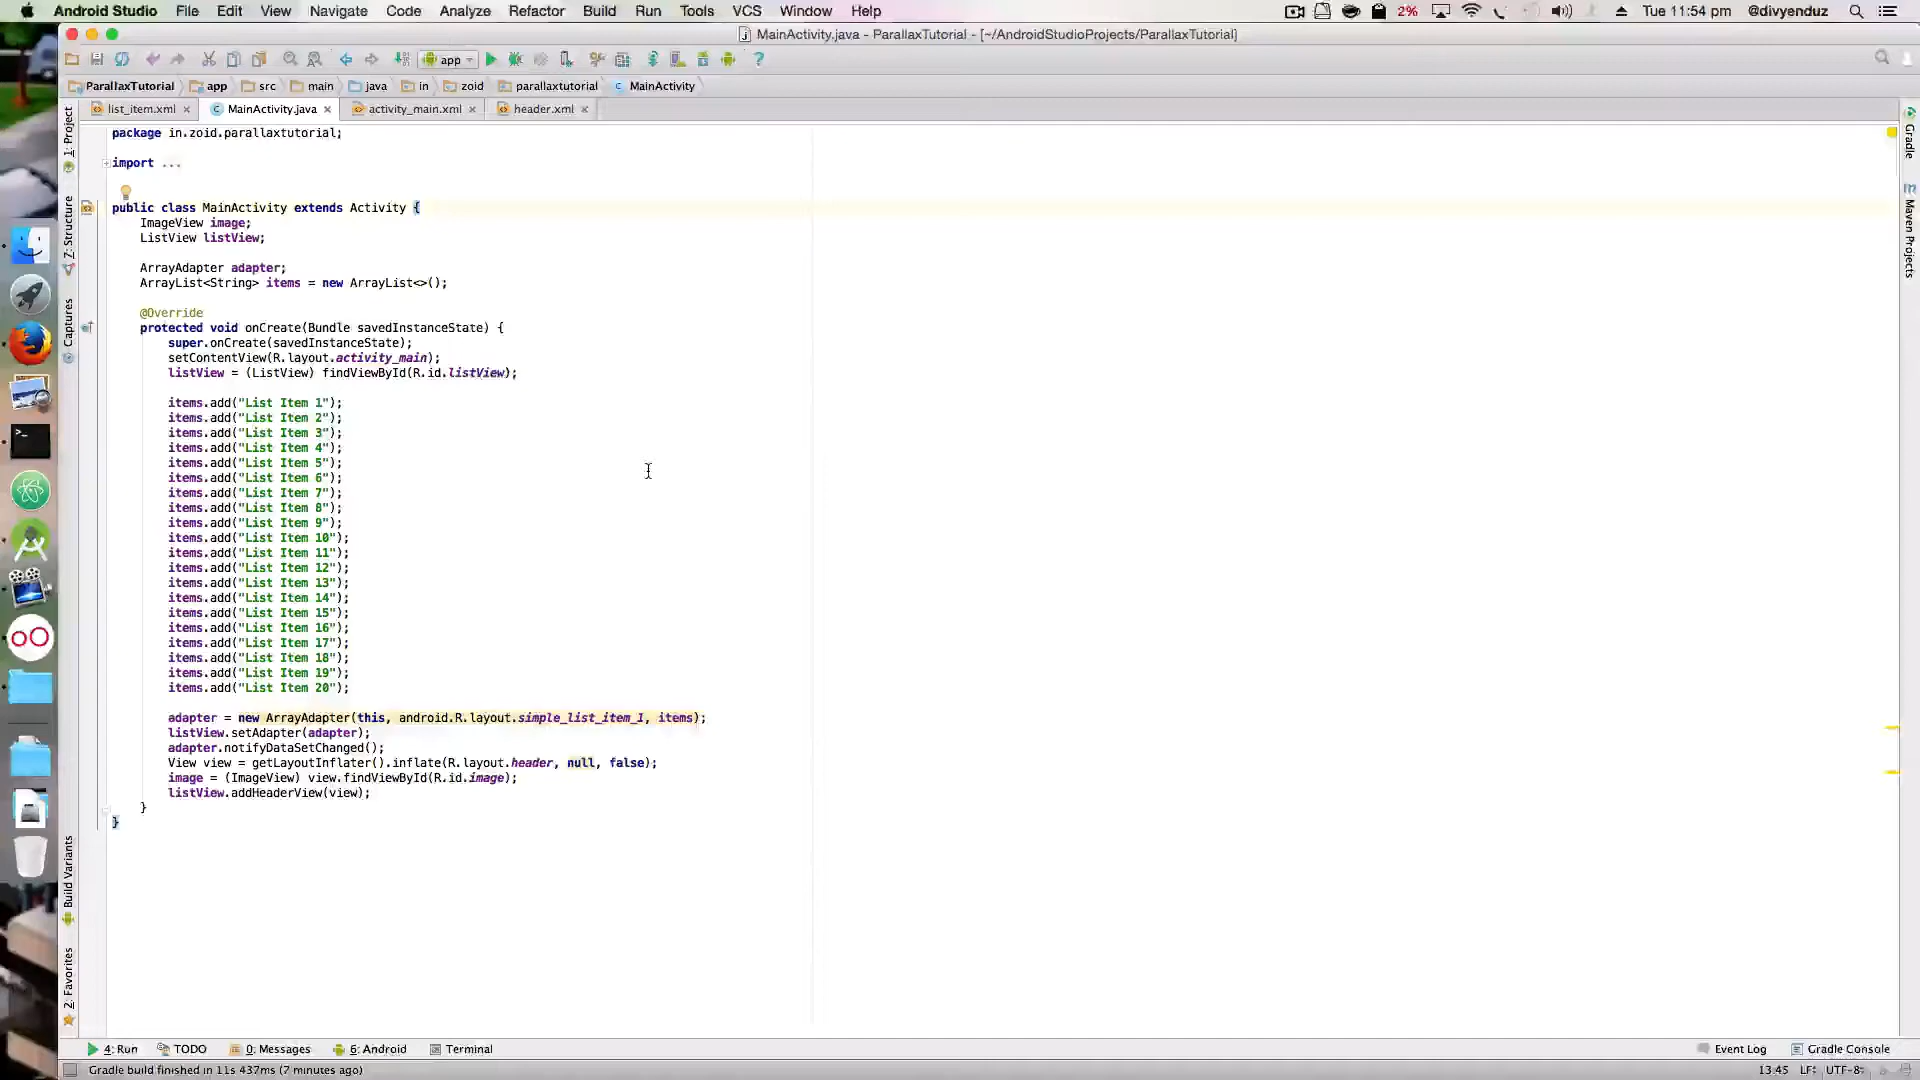 Android Studio File Edit View Navigate Code Analyze Refactor Build Run Tools VCS Window Help 2% Tue 11:54 pm @divyenduz
MainActivity.java - ParallaxTutorial - [~/AndroidStudioProjects/ParallaxTutorial]
app
ParallaxTutorial app src main java in zoid parallaxtutorial MainActivity
list_item.xml MainActivity.java activity_main.xml header.xml
package in.zoid.parallaxtutorial;
import ...
public class MainActivity extends Activity {
ImageView image;
ListView listView;
ArrayAdapter adapter;
ArrayList<String> items = new ArrayList<>();
@Override
protected void onCreate(Bundle savedInstanceState) {
super.onCreate(savedInstanceState);
setContentView(R.layout.activity_main);
listView = (ListView) findViewById(R.id.listView);
items.add("List Item 1");
items.add("List Item 2");
items.add("List Item 3");
items.add("List Item 4");
items.add("List Item 5");
items.add("List Item 6");
items.add("List Item 7");
items.add("List Item 8");
items.add("List Item 9");
items.add("List Item 10");
items.add("List Item 11");
items.add("List Item 12");
items.add("List Item 13");
items.add("List Item 14");
items.add("List Item 15");
items.add("List Item 16");
items.add("List Item 17");
items.add("List Item 18");
items.add("List Item 19");
items.add("List Item 20");
adapter = new ArrayAdapter(this, android.R.layout.simple_list_item_1, items);
listView.setAdapter(adapter);
adapter.notifyDataSetChanged();
View view = getLayoutInflater().inflate(R.layout.header, null, false);
image = (ImageView) view.findViewById(R.id.image);
listView.addHeaderView(view);
}
}
1: Project
7: Structure
Captures
Build Variants
2: Favorites
Gradle
Maven Projects
4: Run TODO 0: Messages 6: Android Terminal Event Log Gradle Console
Gradle build finished in 11s 437ms (7 minutes ago) 13:45 LF÷ UTF-8÷